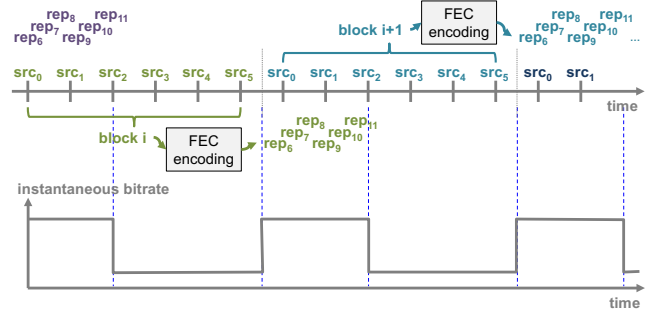 rep8 rep11
rep7 rep10
rep6 rep9
block i+1
FEC
encoding
rep8 rep11
rep7 rep10
rep6 rep9 ...
src0 src1 src2 src3 src4 src5 src0 src1 src2 src3 src4 src5 src0 src1
time
block i
FEC
encoding
rep8 rep11
rep7 rep10
rep6 rep9
instantaneous bitrate
time